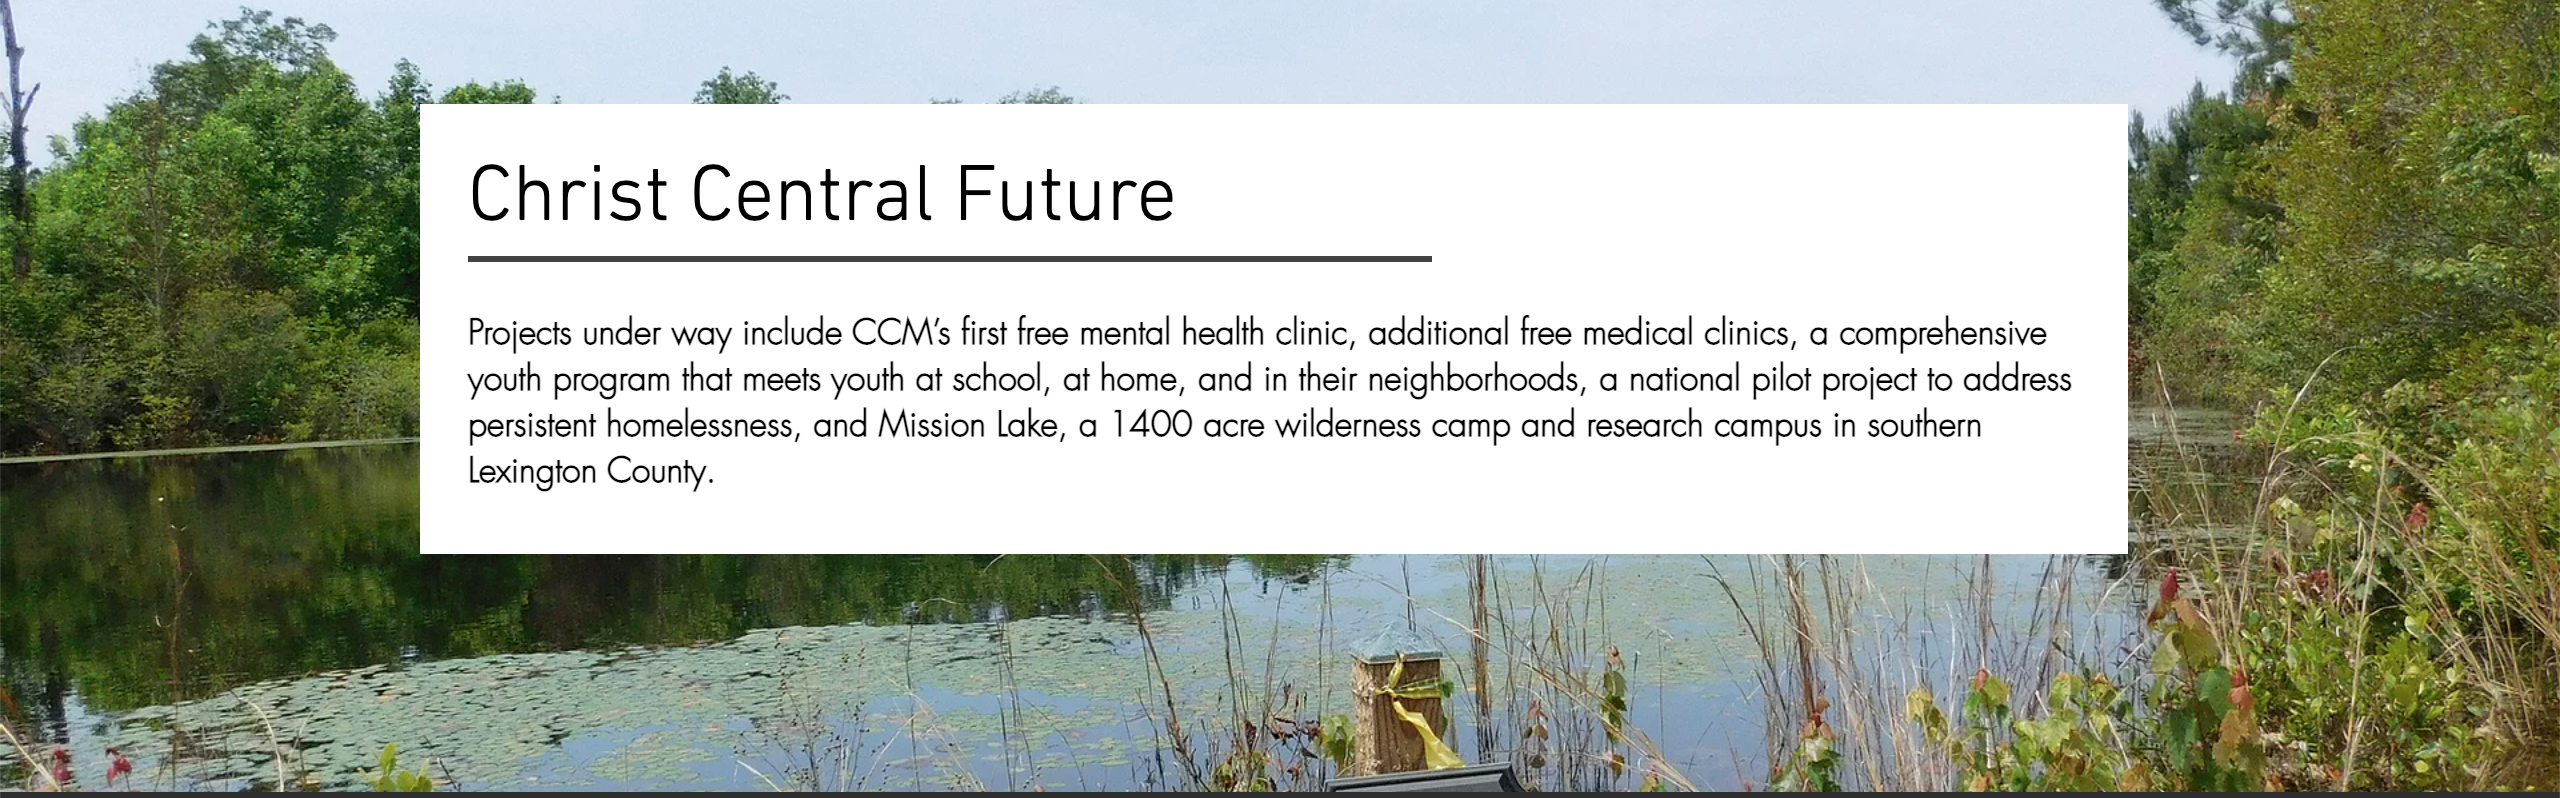 Christ Central Future
Projects under way include CCM’s first free mental health clinic, additional free medical clinics, a comprehensive
youth program that meets youth at school, at home, and in their neighborhoods, a national pilot project to address
persistent homelessness, and Mission Lake, a 1400 acre wilderness camp and research campus in southern
Lexington County.